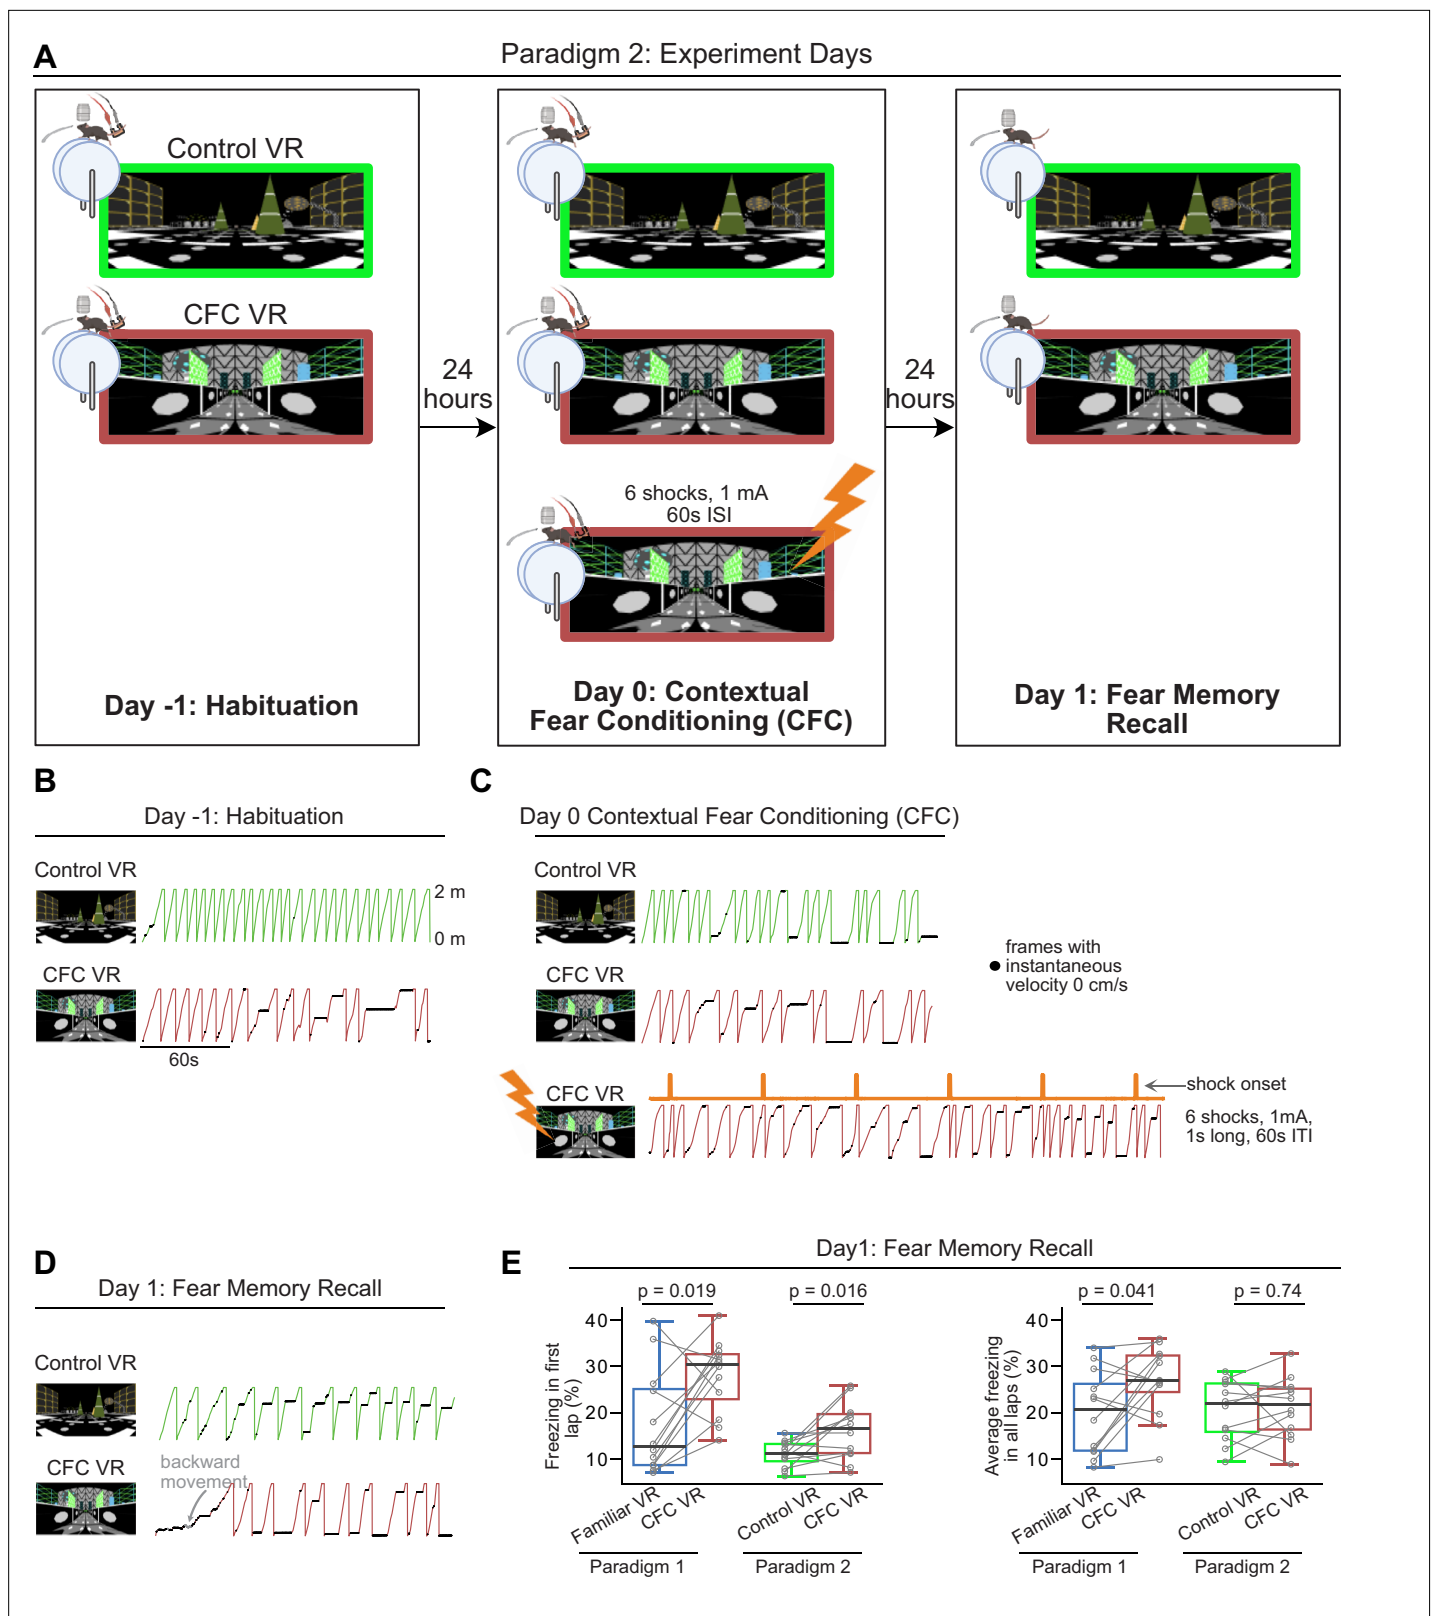 A
Paradigm 2: Experiment Days
Control VR
CFC VR
24
hours
24
hours
6 shocks, 1 mA
60s ISI
Day -1: Habituation
Day 0: Contextual
Fear Conditioning (CFC)
Day 1: Fear Memory
Recall
B
Day -1: Habituation
Control VR
2 m
0 m
CFC VR
60s
C
Day 0 Contextual Fear Conditioning (CFC)
Control VR
frames with
instantaneous
velocity 0 cm/s
CFC VR
CFC VR
shock onset
6 shocks, 1mA,
1s long, 60s ITI
D
Day 1: Fear Memory Recall
Control VR
CFC VR
backward
movement
E
Day1: Fear Memory Recall
p = 0.019
p = 0.016
Freezing in first
lap (%)
40
30
20
10
Familiar VR
CFC VR
Control VR
CFC VR
Paradigm 1
Paradigm 2
p = 0.041
p = 0.74
Average freezing
in all laps (%)
40
30
20
10
Familiar VR
CFC VR
Control VR
CFC VR
Paradigm 1
Paradigm 2